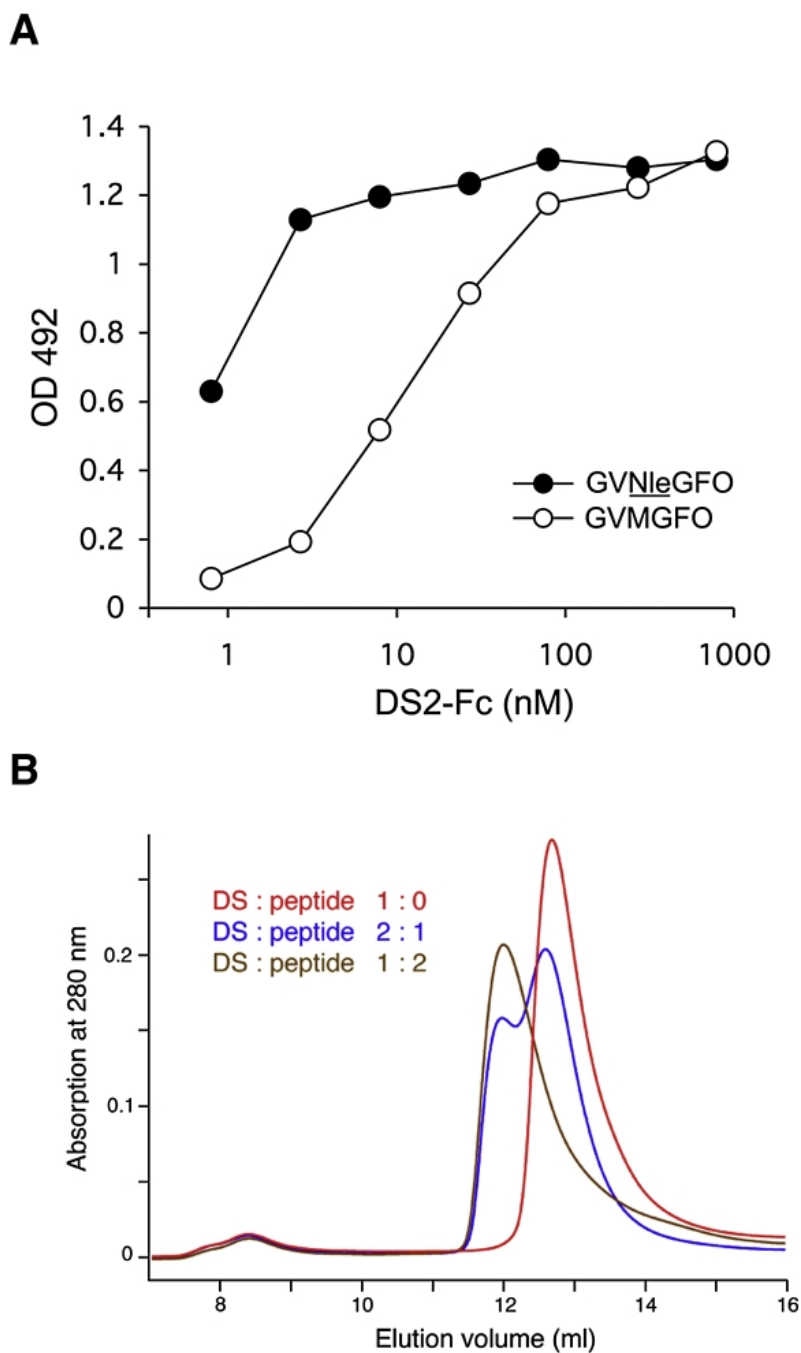 A
1.4
1.2
1
0.8
0.6
0.4
0.2
0
OD 492
GVNleGFO
GVMGFO
1 10 100 1000
DS2-Fc (nM)
B
DS : peptide 1 : 0
DS : peptide 2 : 1
DS : peptide 1 : 2
0.2
0.1
0
Absorption at 280 nm
8 10 12 14 16
Elution volume (ml)